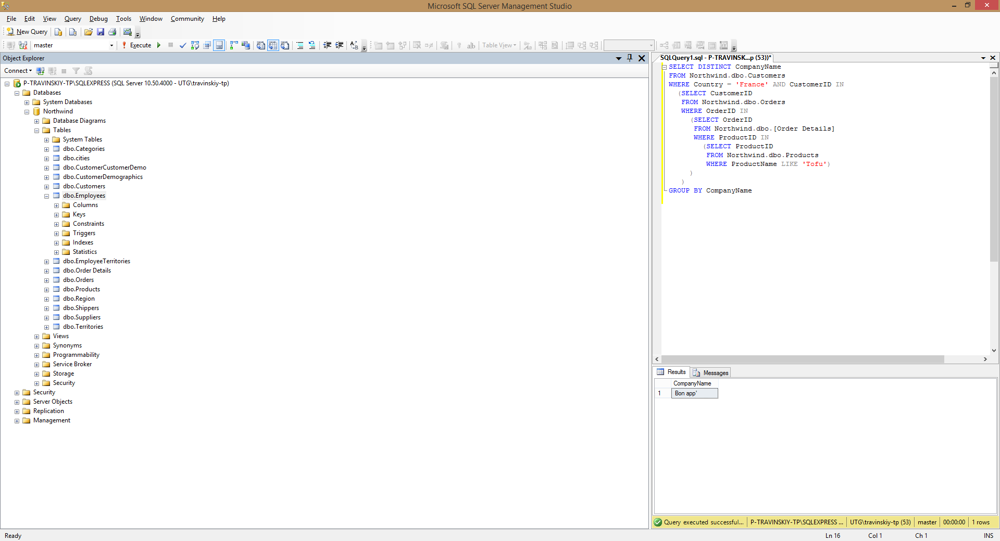 Microsoft SQL Server Management Studio
File Edit View Query Debug Tools Window Community Help
New Query
master Execute Table View
Object Explorer
Connect
P-TRAVINSKIY-TP\SQLEXPRESS (SQL Server 10.50.4000 - UTG\travinskiy-tp)
Databases
System Databases
Northwind
Database Diagrams
Tables
System Tables
dbo.Categories
dbo.cities
dbo.CustomerCustomerDemo
dbo.CustomerDemographics
dbo.Customers
dbo.Employees
Columns
Keys
Constraints
Triggers
Indexes
Statistics
dbo.EmployeeTerritories
dbo.Order Details
dbo.Orders
dbo.Products
dbo.Region
dbo.Shippers
dbo.Suppliers
dbo.Territories
Views
Synonyms
Programmability
Service Broker
Storage
Security
Security
Server Objects
Replication
Management
SQLQuery1.sql - P-TRAVINSK...p (53))*
SELECT DISTINCT CompanyName
FROM Northwind.dbo.Customers
WHERE Country = 'France' AND CustomerID IN
(SELECT CustomerID
FROM Northwind.dbo.Orders
WHERE OrderID IN
(SELECT OrderID
FROM Northwind.dbo.[Order Details]
WHERE ProductID IN
(SELECT ProductID
FROM Northwind.dbo.Products
WHERE ProductName LIKE 'Tofu')
)
)
GROUP BY CompanyName
Results Messages
CompanyName
1 Bon app'
Query executed successful... P-TRAVINSKIY-TP\SQLEXPRESS ... UTG\travinskiy-tp (53) master 00:00:00 1 rows
Ready Ln 16 Col 1 Ch 1 INS